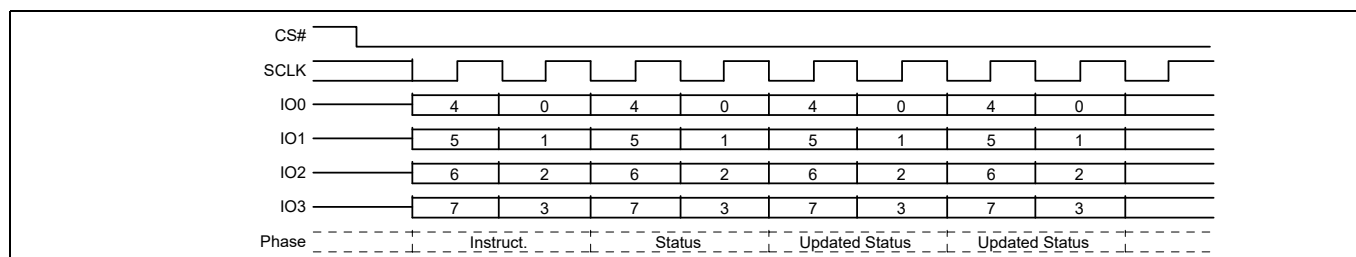 CS#
SCLK
IO0 4 0 4 0 4 0 4 0
IO1 5 1 5 1 5 1 5 1
IO2 6 2 6 2 6 2 6 2
IO3 7 3 7 3 7 3 7 3
Phase Instruct. Status Updated Status Updated Status